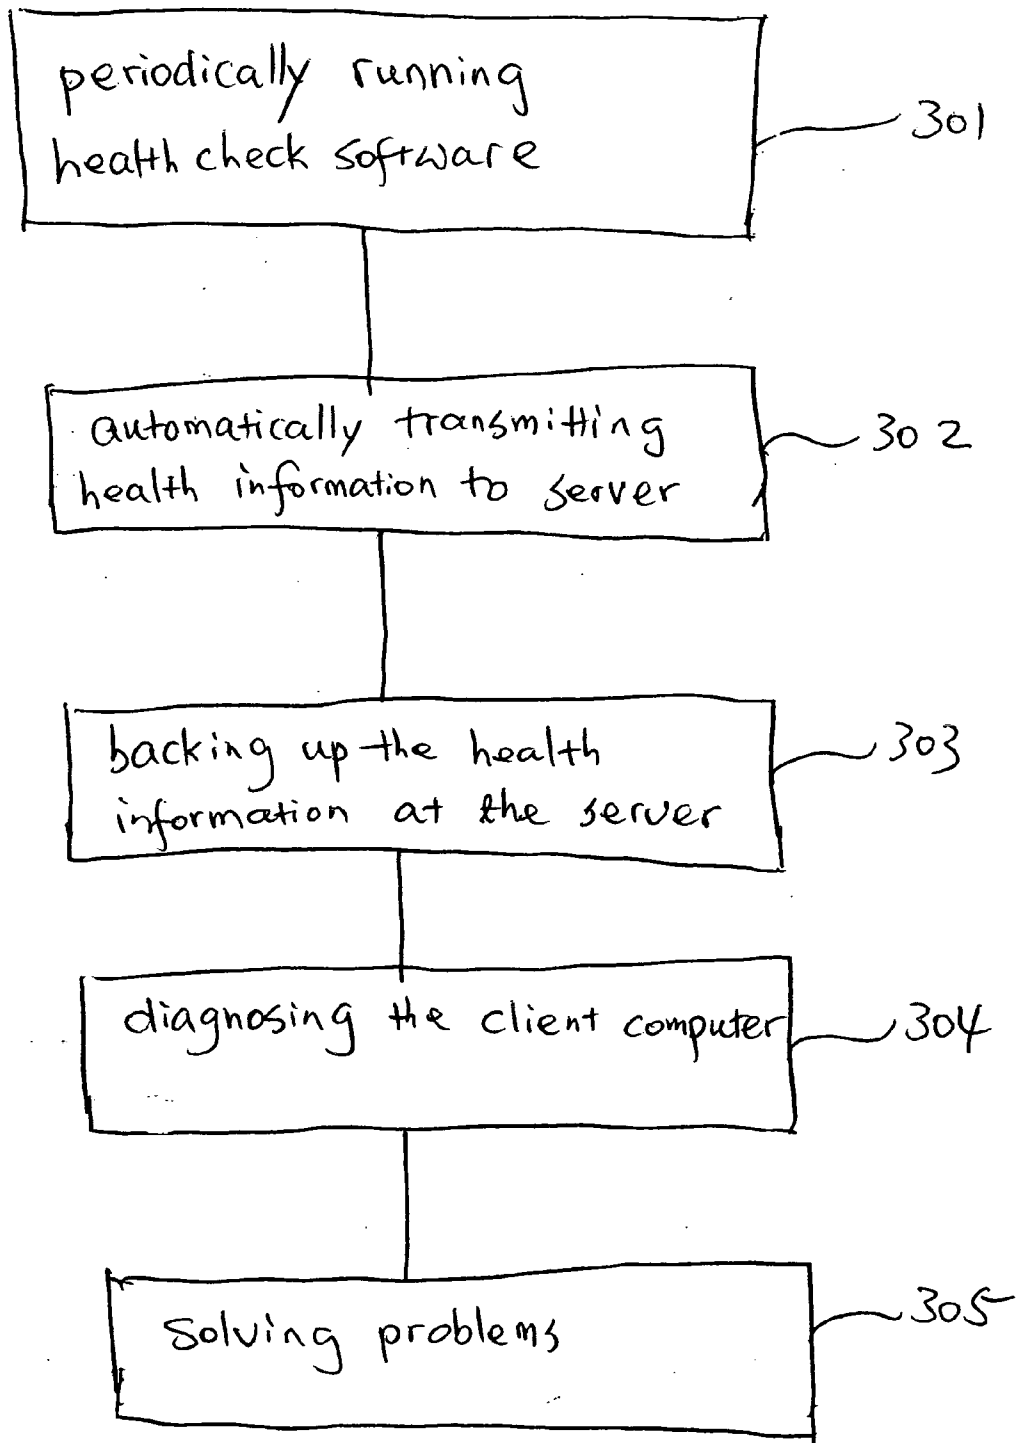 periodically running
health check software
301
automatically transmitting
health information to server
302
backing up the health
information at the server
303
diagnosing the client computer
304
solving problems
305